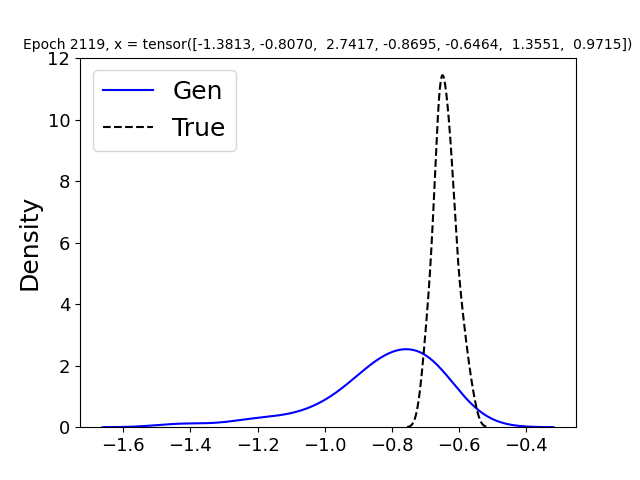 Epoch 2119, x = tensor([-1.3813, -0.8070,  2.7417, -0.8695, -0.6464,  1.3551,  0.9715])
12
10
8
6
4
2
0
Density
Gen
True
−1.6 −1.4 −1.2 −1.0 −0.8 −0.6 −0.4